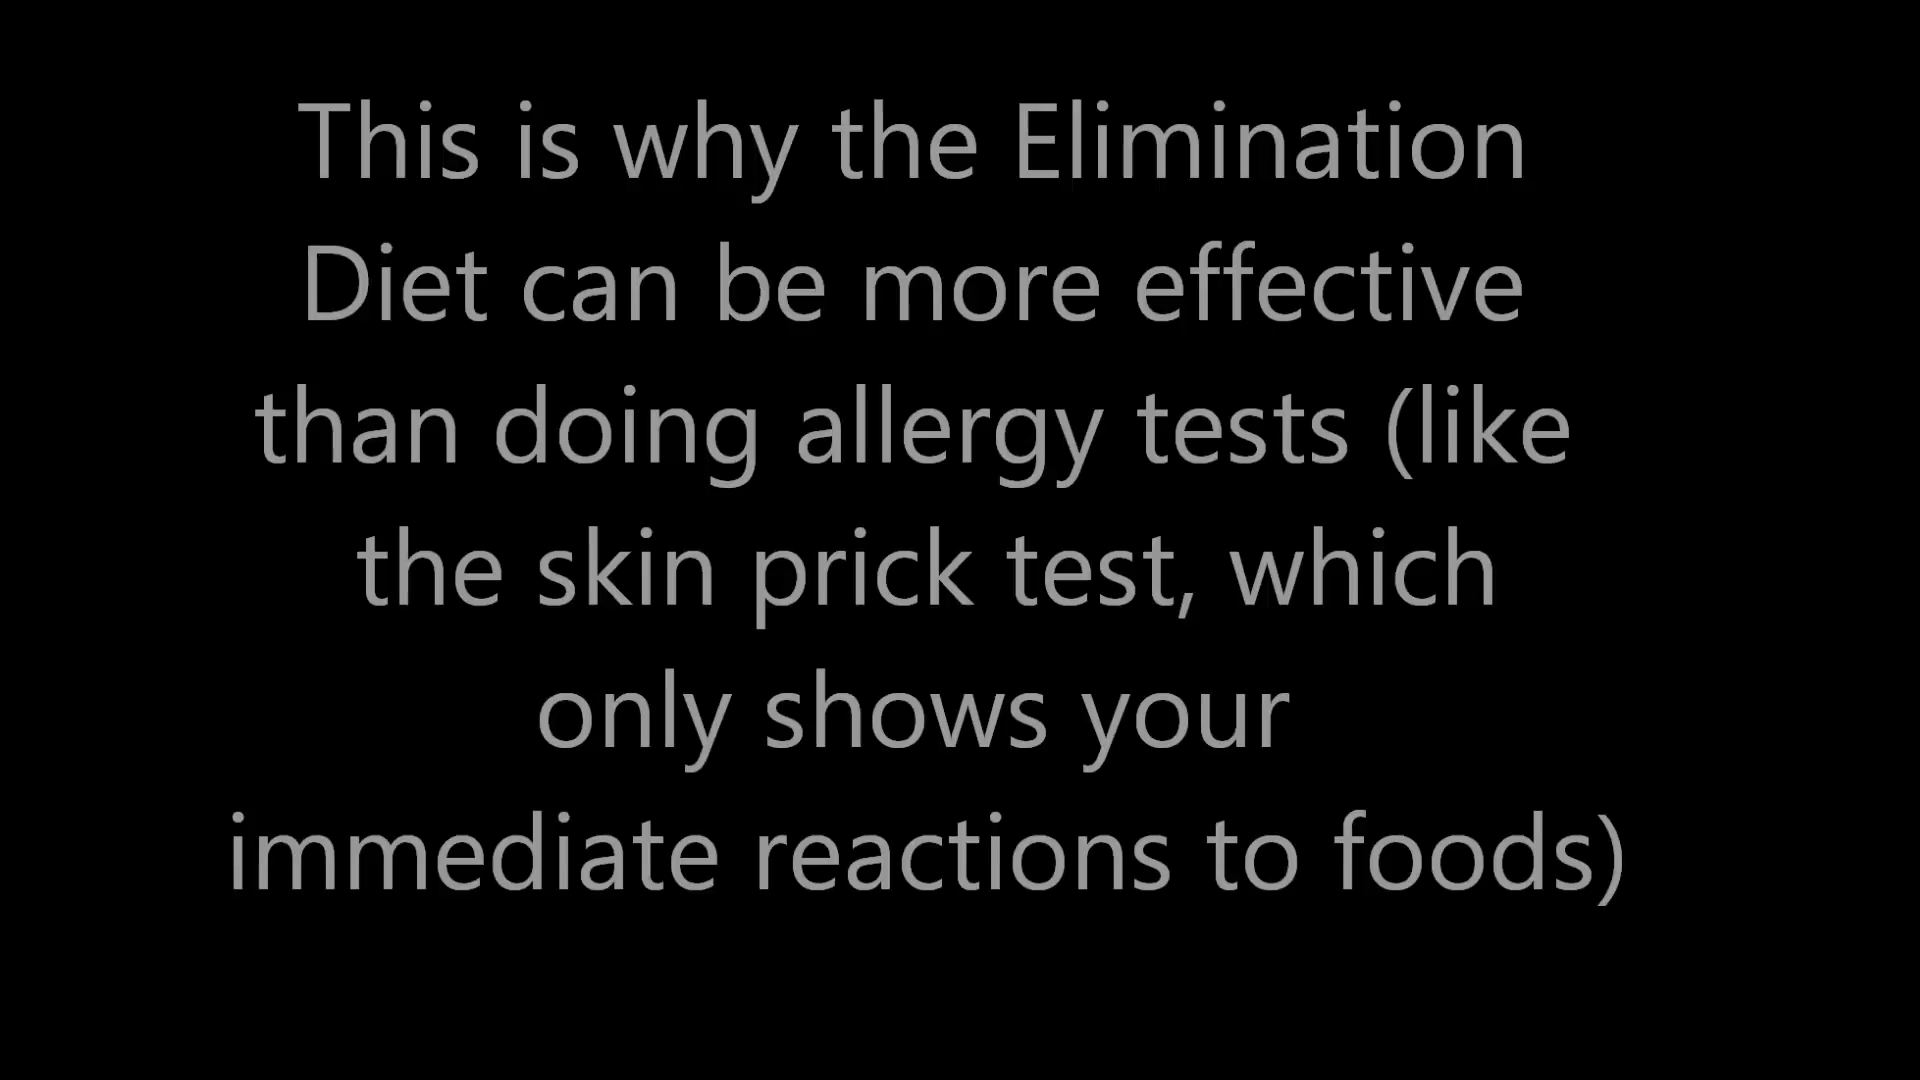 This is why the Elimination
Diet can be more effective
than doing allergy tests (like
the skin prick test, which
only shows your
immediate reactions to foods)